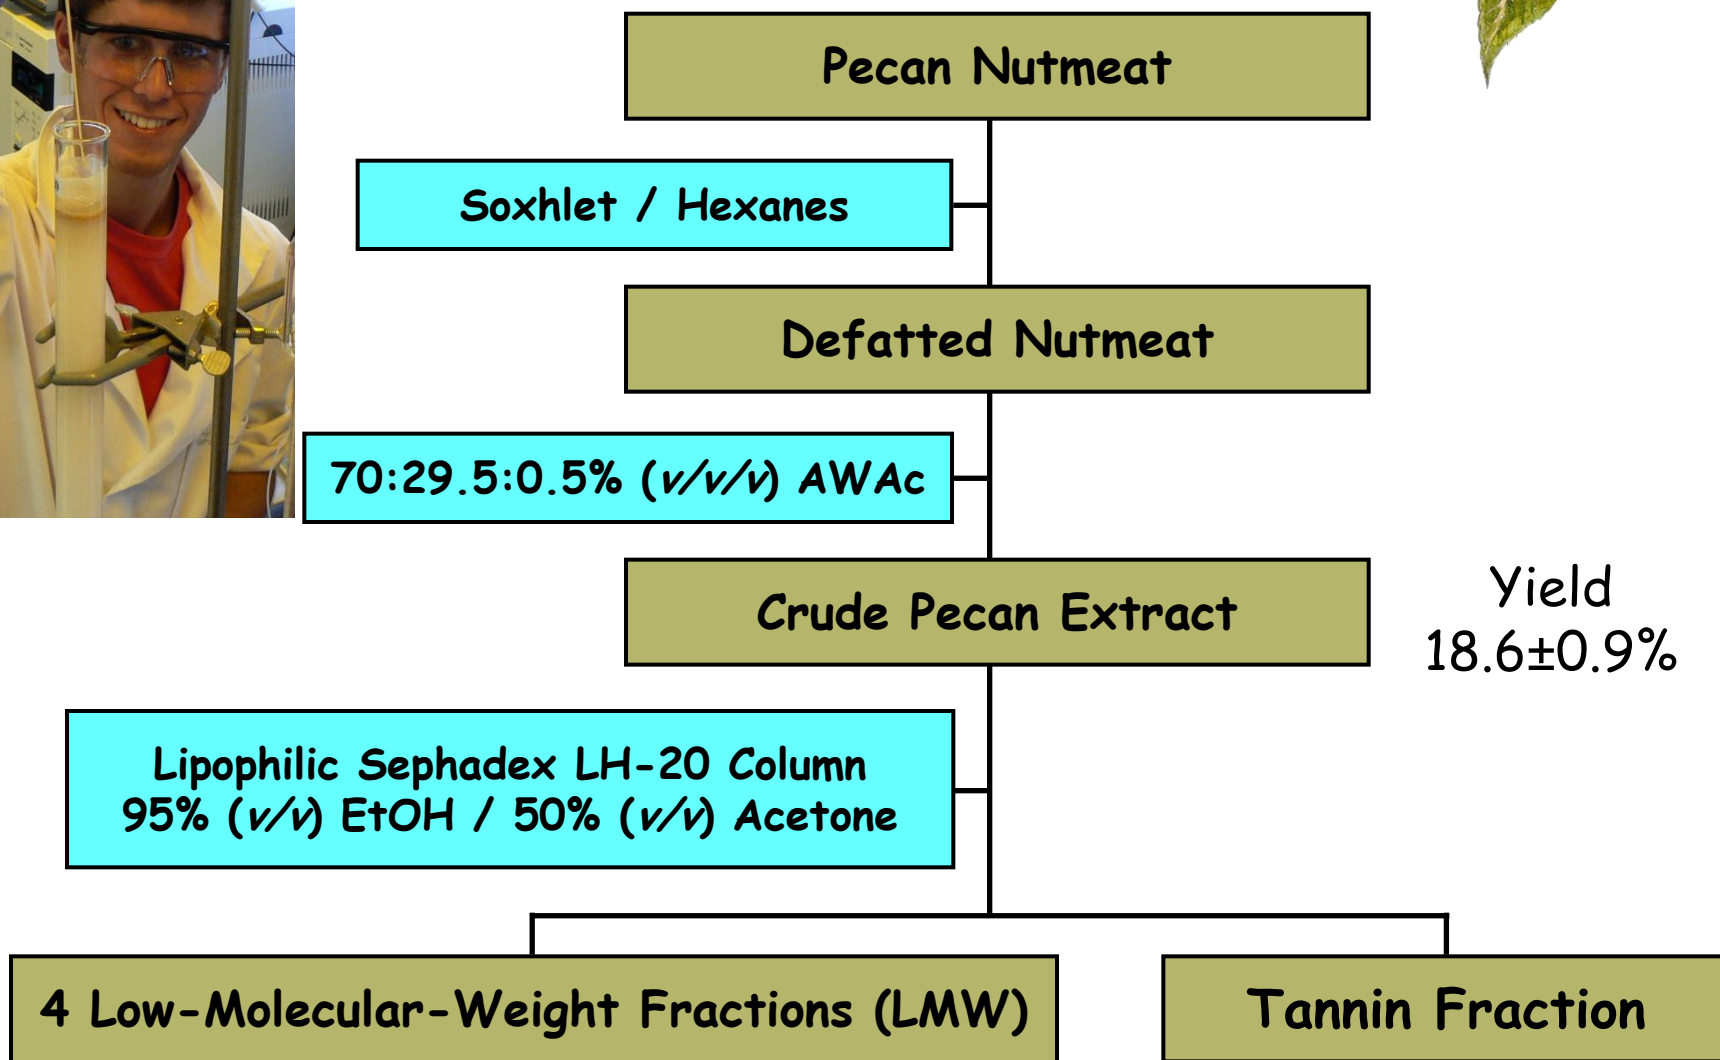 Pecan Nutmeat
Soxhlet / Hexanes
Defatted Nutmeat
70:29.5:0.5% (v/v/v) AWAc
Crude Pecan Extract
Yield
18.6±0.9%
Lipophilic Sephadex LH-20 Column
95% (v/v) EtOH / 50% (v/v) Acetone
4 Low-Molecular-Weight Fractions (LMW)
Tannin Fraction